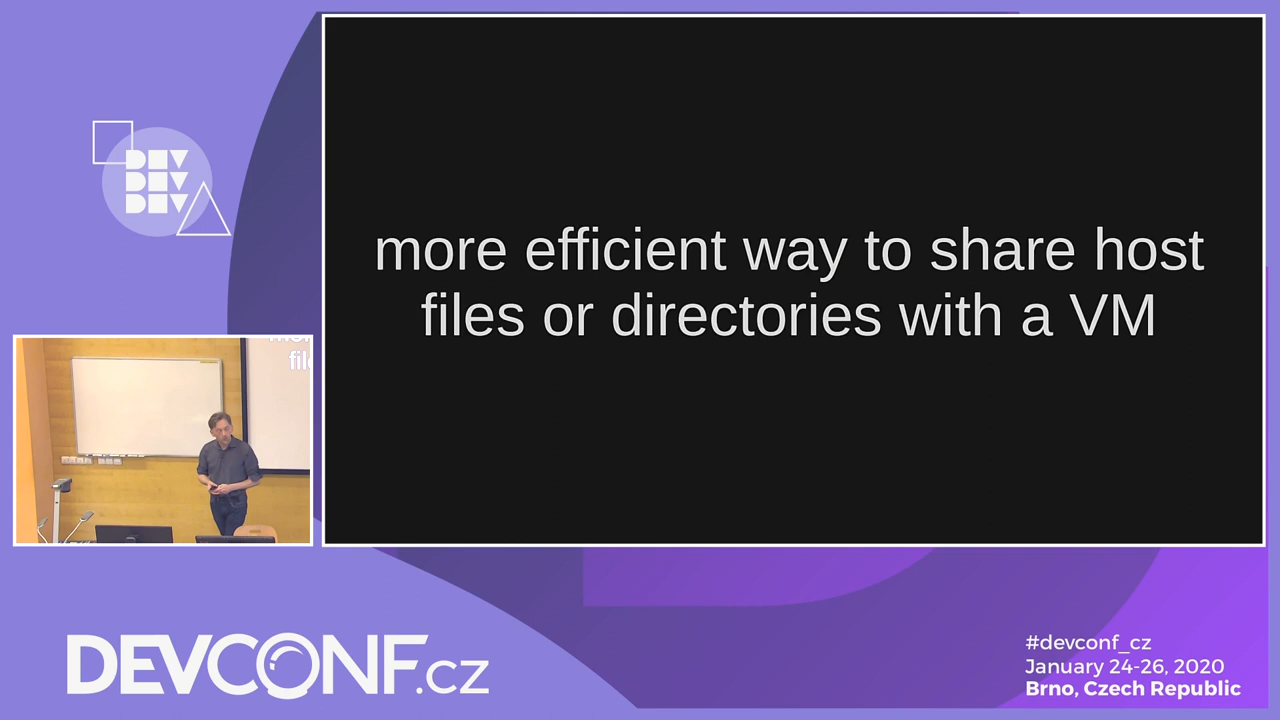 DEV
DEV
DEV
more efficient way to share host
files or directories with a VM
DEVCONF.cz
#devconf_cz
January 24-26, 2020
Brno, Czech Republic